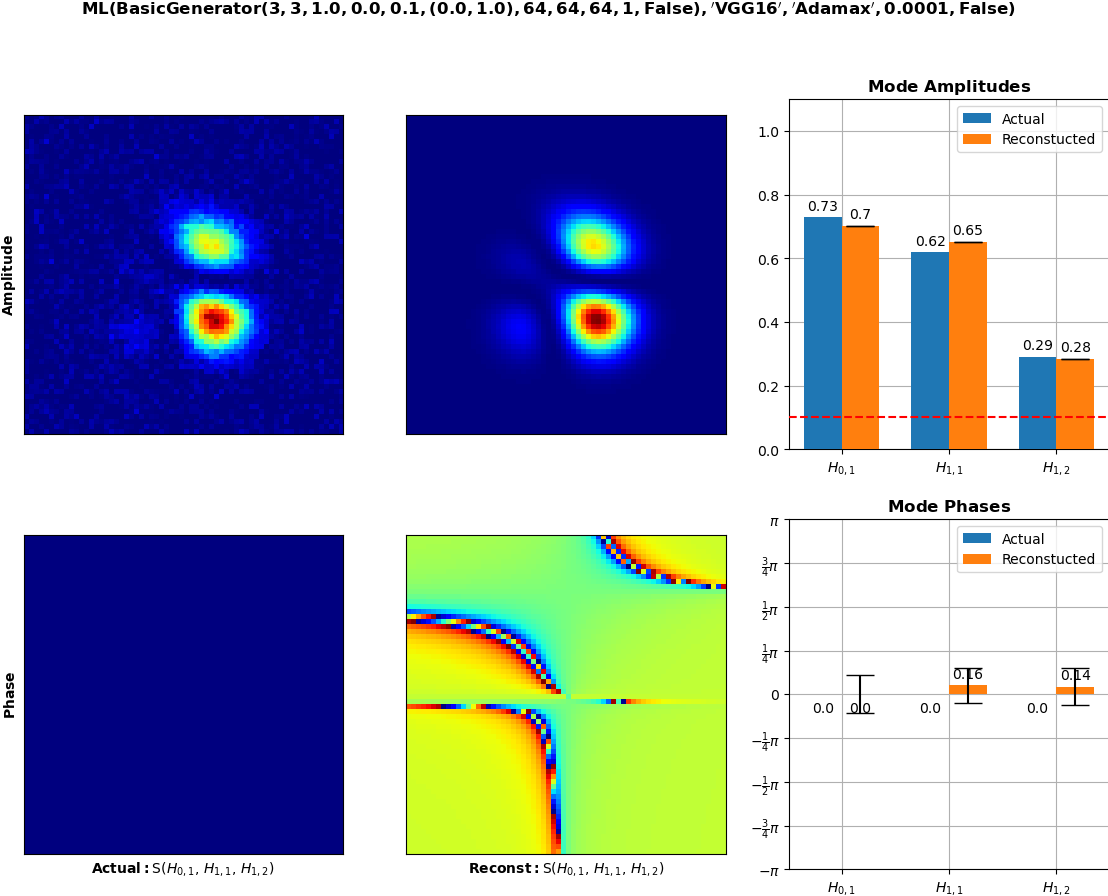 ML(BasicGenerator(3, 3, 1.0, 0.0, 0.1, (0.0, 1.0), 64, 64, 64, 1, False), 'VGG16', 'Adamax', 0.0001, False)
Amplitude
Mode Amplitudes
Actual
Reconstucted
1.0
0.8
0.6
0.4
0.2
0.0
0.73
0.7
0.62
0.65
0.29
0.28
H0,1
H1,1
H1,2
Phase
Actual: S(H0,1, H1,1, H1,2)
Reconst: S(H0,1, H1,1, H1,2)
Mode Phases
Actual
Reconstucted
π
3/4π
1/2π
1/4π
0
−1/4π
−1/2π
−3/4π
−π
0.0
0.0
0.0
0.16
0.0
0.14
H0,1
H1,1
H1,2